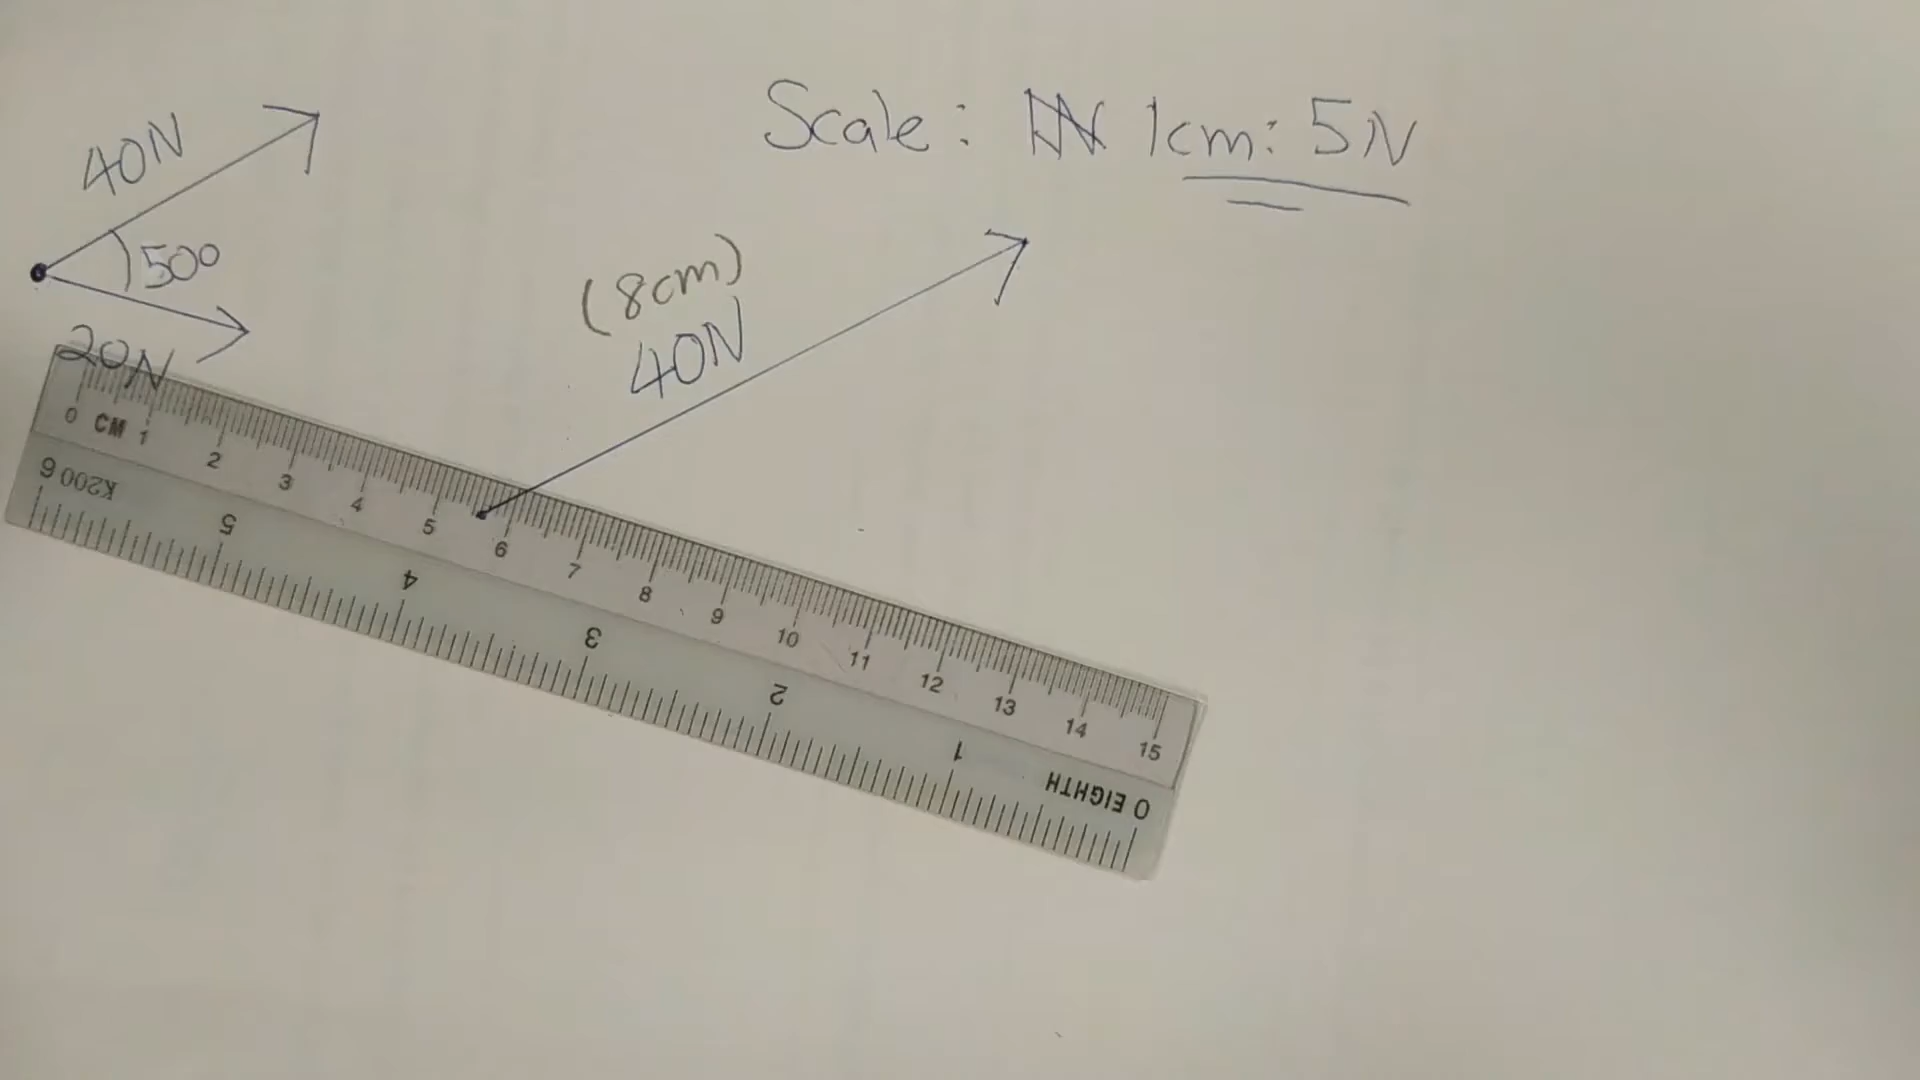 Scale: 1cm: 5N
40N
50°
20N
(8cm)
40N
0 CM 1 2 3 4 5 6 7 8 9 10 11 12 13 14 15
K200 6
5 4 3 2 1
0 EIGHTH